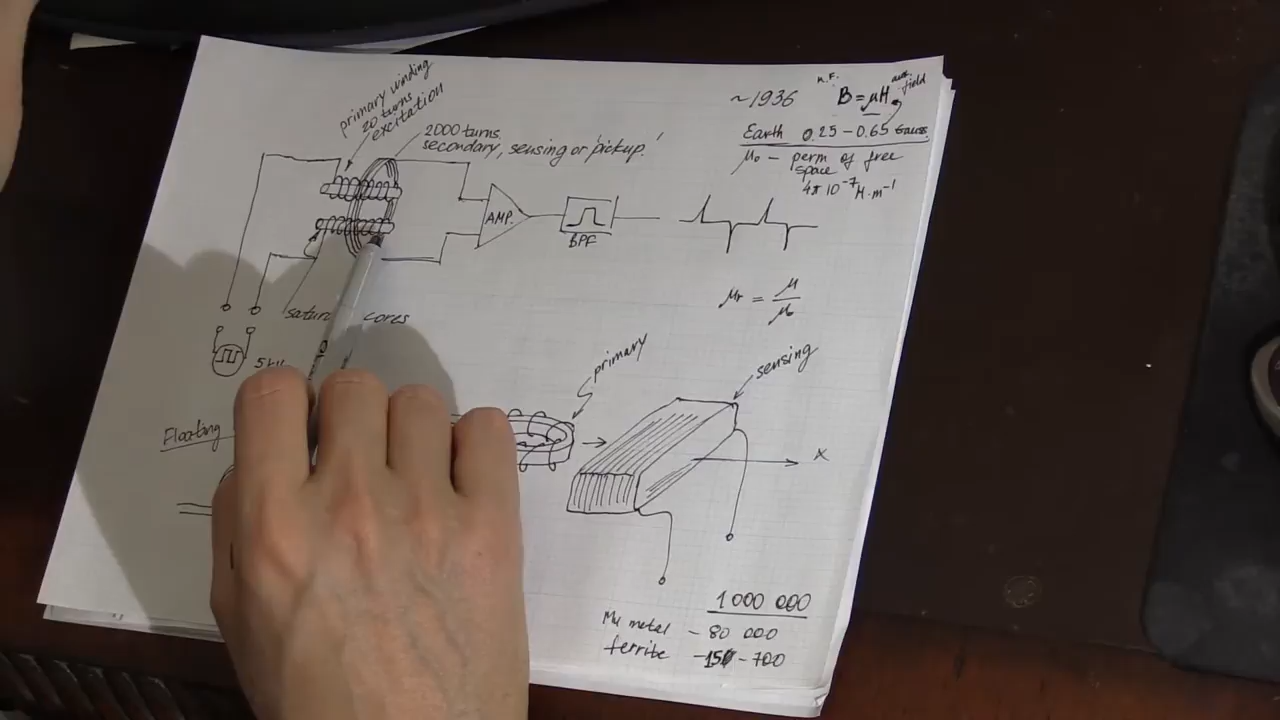 primary winding
20 turns
excitation
2000 turns,
secondary, sensing or 'pickup'
AMP.
BPF
~1936
B=μH
field
Earth 0.25-0.65 Gauss
μ₀ - perm of free
space
4π 10⁻⁷ H·m⁻¹
μr = μ/μ₀
cores
Floating
primary
sensing
x
1 000 000
Mu metal - 80 000
ferrite - 150 - 700